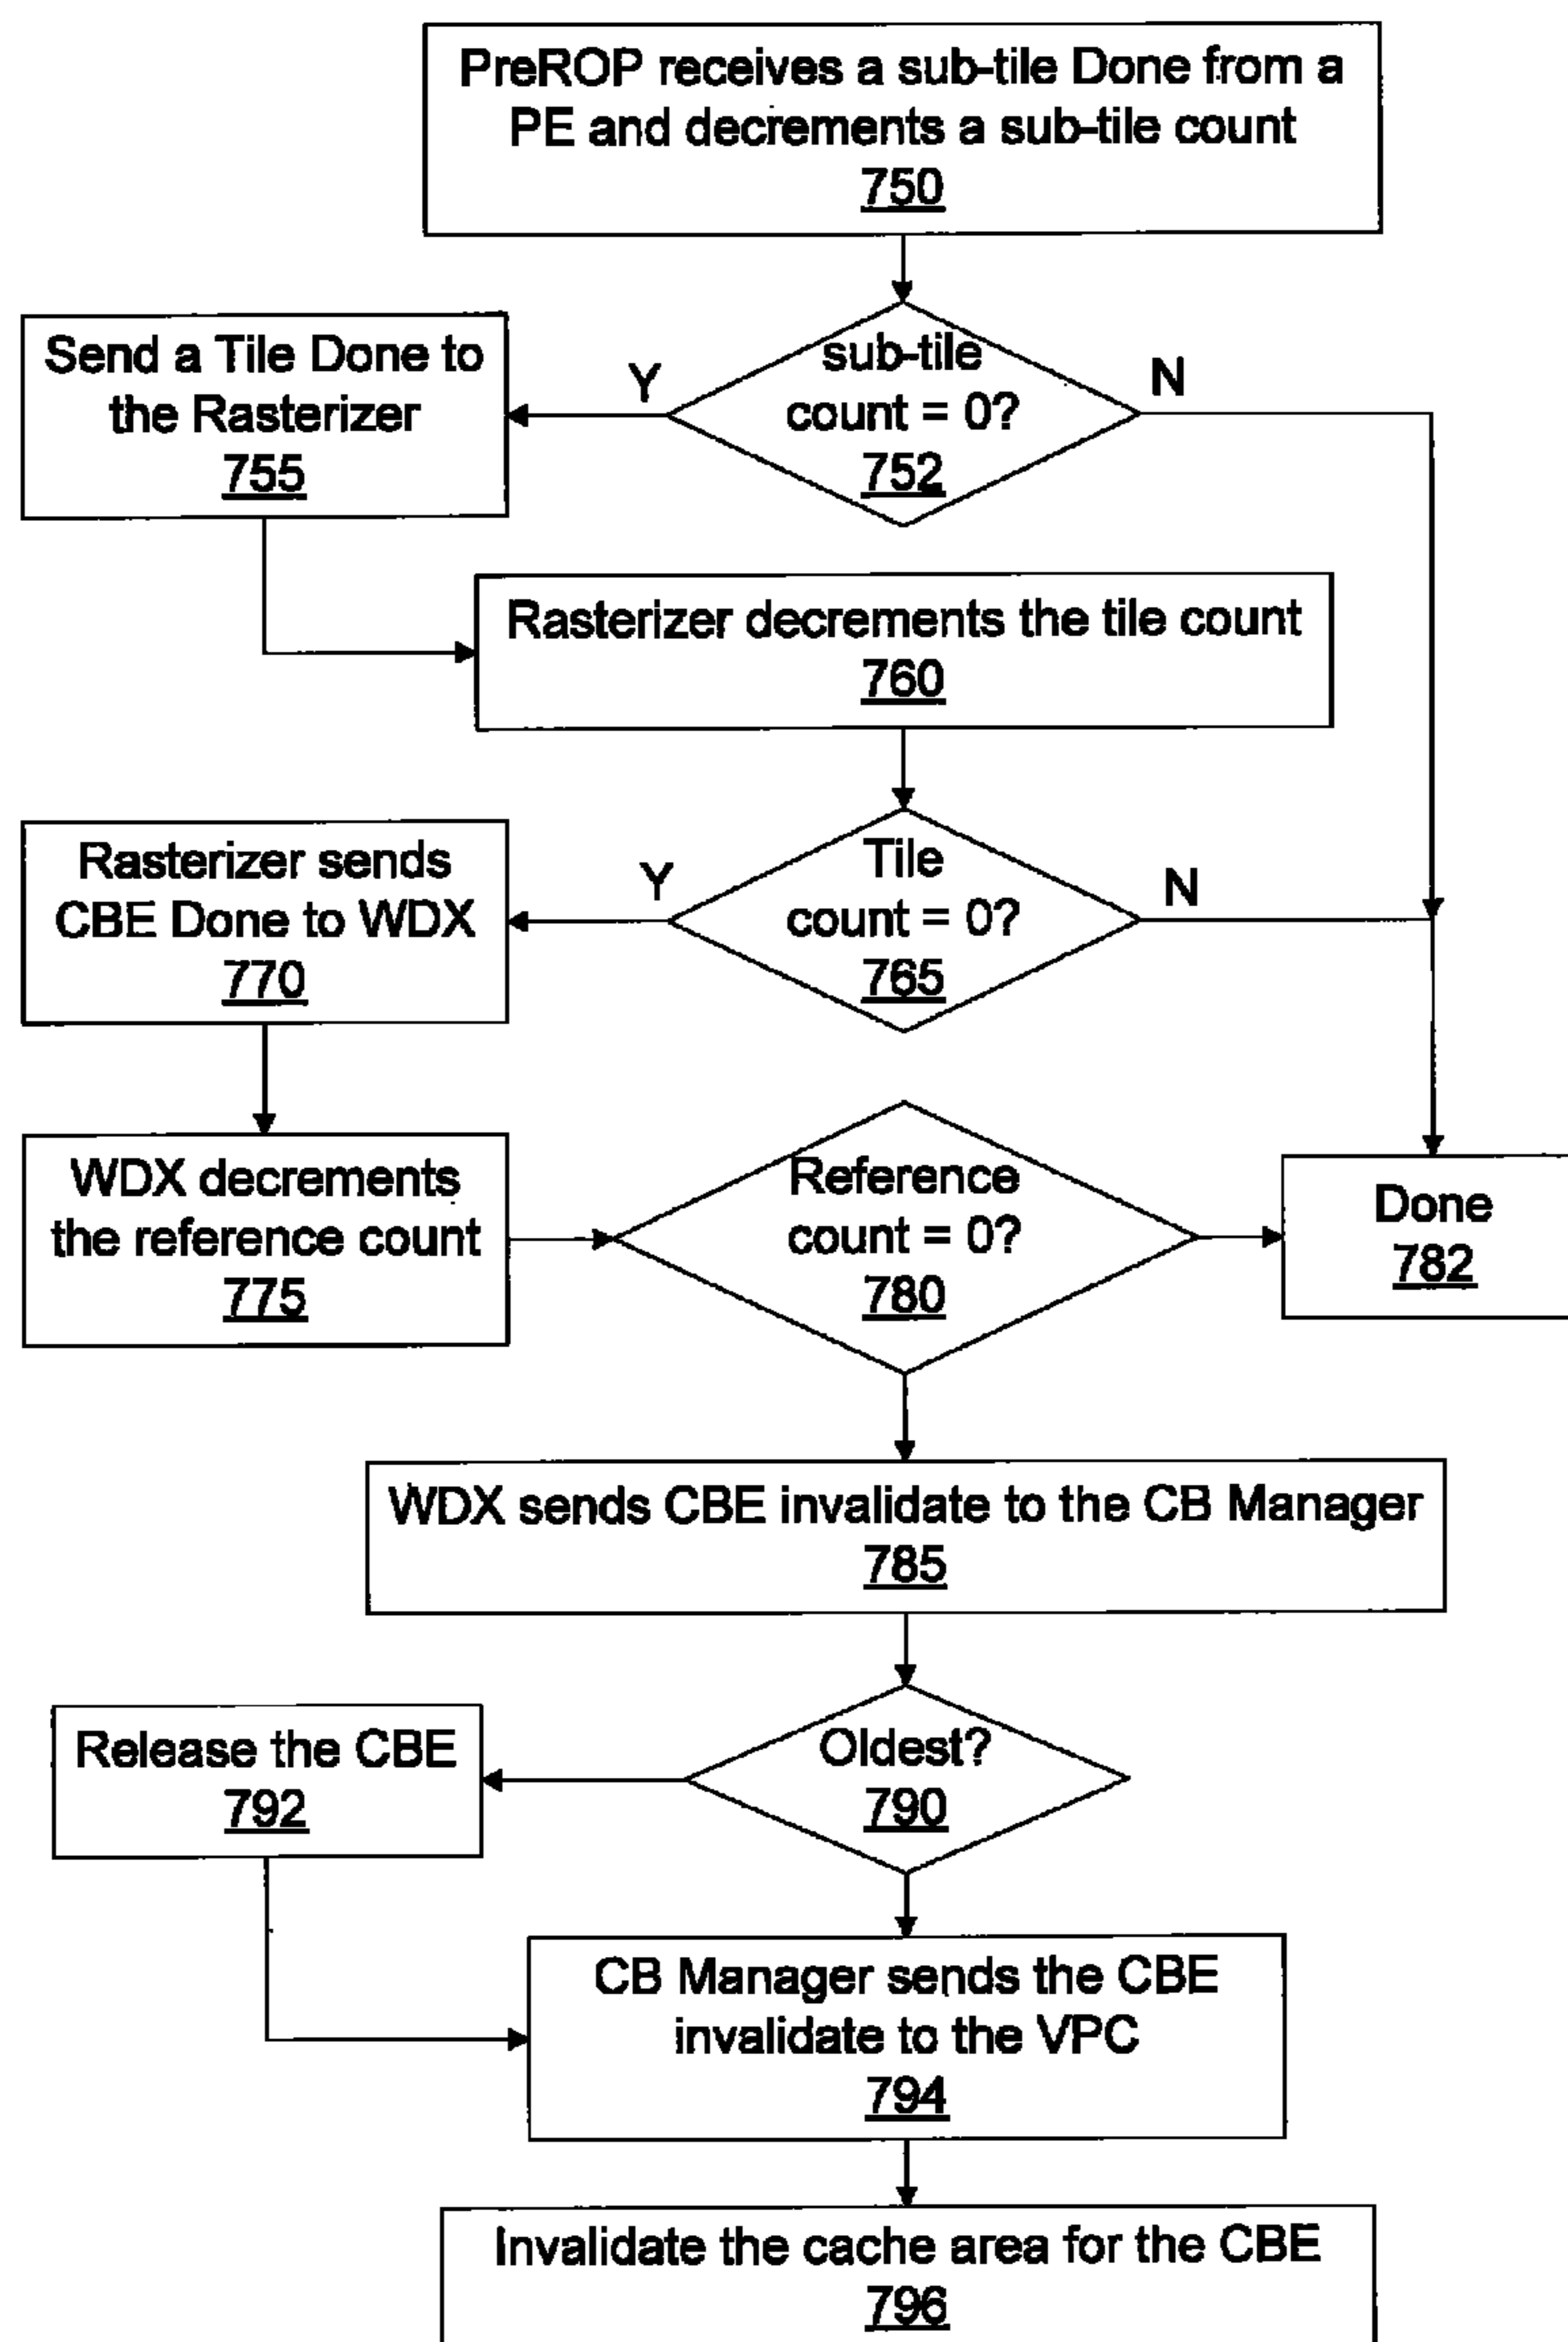 PreROP receives a sub-tile Done from a
PE and decrements a sub-tile count
750
sub-tile
count = 0?
752
Y
N
Send a Tile Done to
the Rasterizer
755
Rasterizer decrements the tile count
760
Tile
count = 0?
765
Y
N
Rasterizer sends
CBE Done to WDX
770
WDX decrements
the reference count
775
Reference
count = 0?
780
Done
782
WDX sends CBE invalidate to the CB Manager
785
Oldest?
790
Release the CBE
792
CB Manager sends the CBE
invalidate to the VPC
794
Invalidate the cache area for the CBE
796